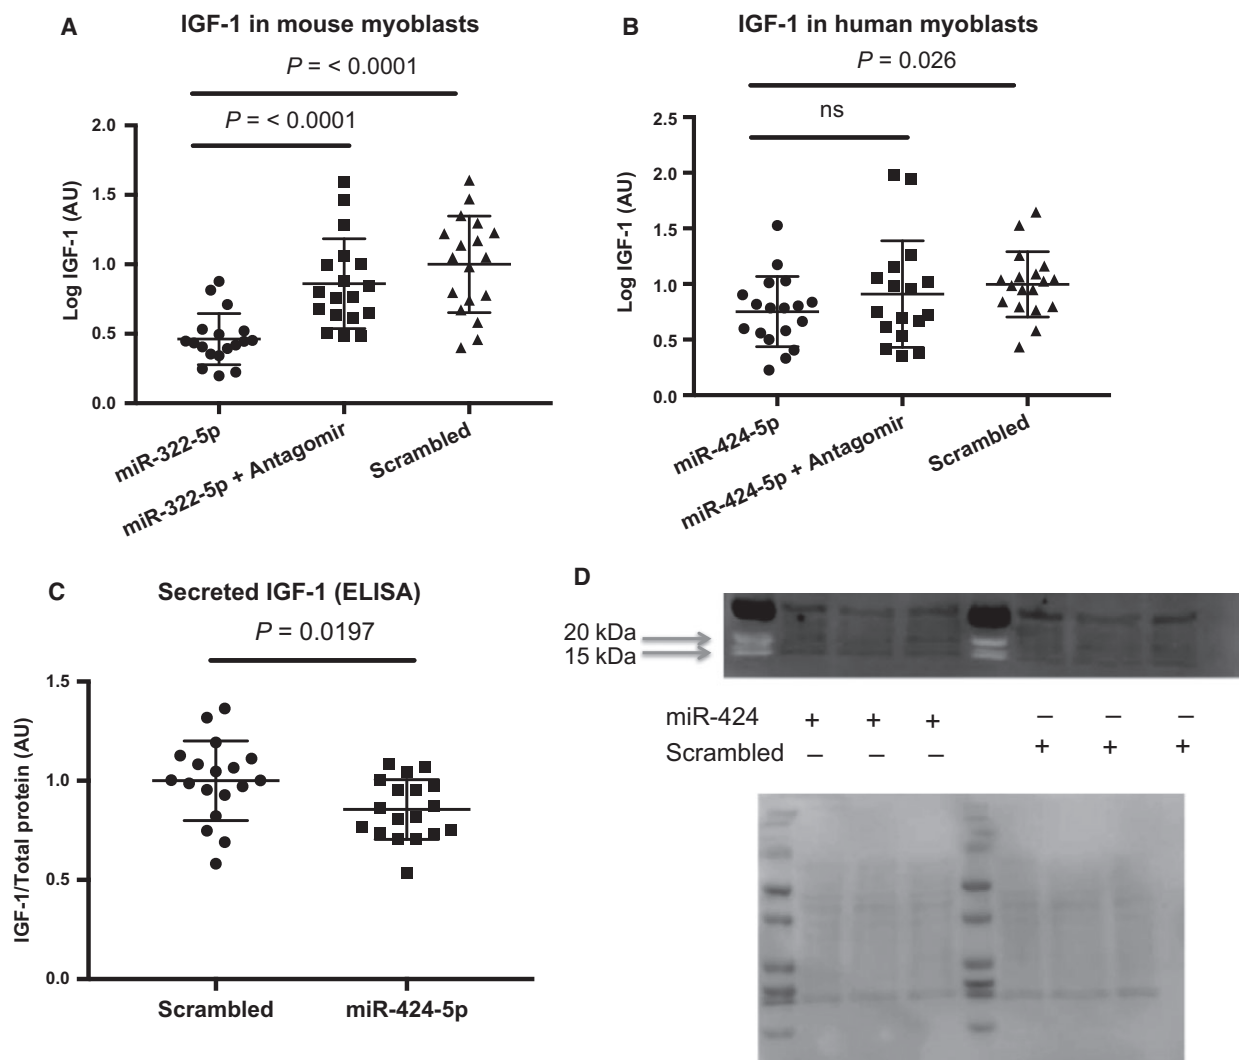 A
IGF-1 in mouse myoblasts
P = < 0.0001
P = < 0.0001
Log IGF-1 (AU)
2.0
1.5
1.0
0.5
0.0
miR-322-5p
miR-322-5p + Antagomir
Scrambled
B
IGF-1 in human myoblasts
P = 0.026
ns
Log IGF-1 (AU)
2.5
2.0
1.5
1.0
0.5
0.0
miR-424-5p
miR-424-5p + Antagomir
Scrambled
C
Secreted IGF-1 (ELISA)
P = 0.0197
IGF-1/Total protein (AU)
1.5
1.0
0.5
0.0
Scrambled
miR-424-5p
D
20 kDa
15 kDa
miR-424 + + + – – –
Scrambled – – – + + +